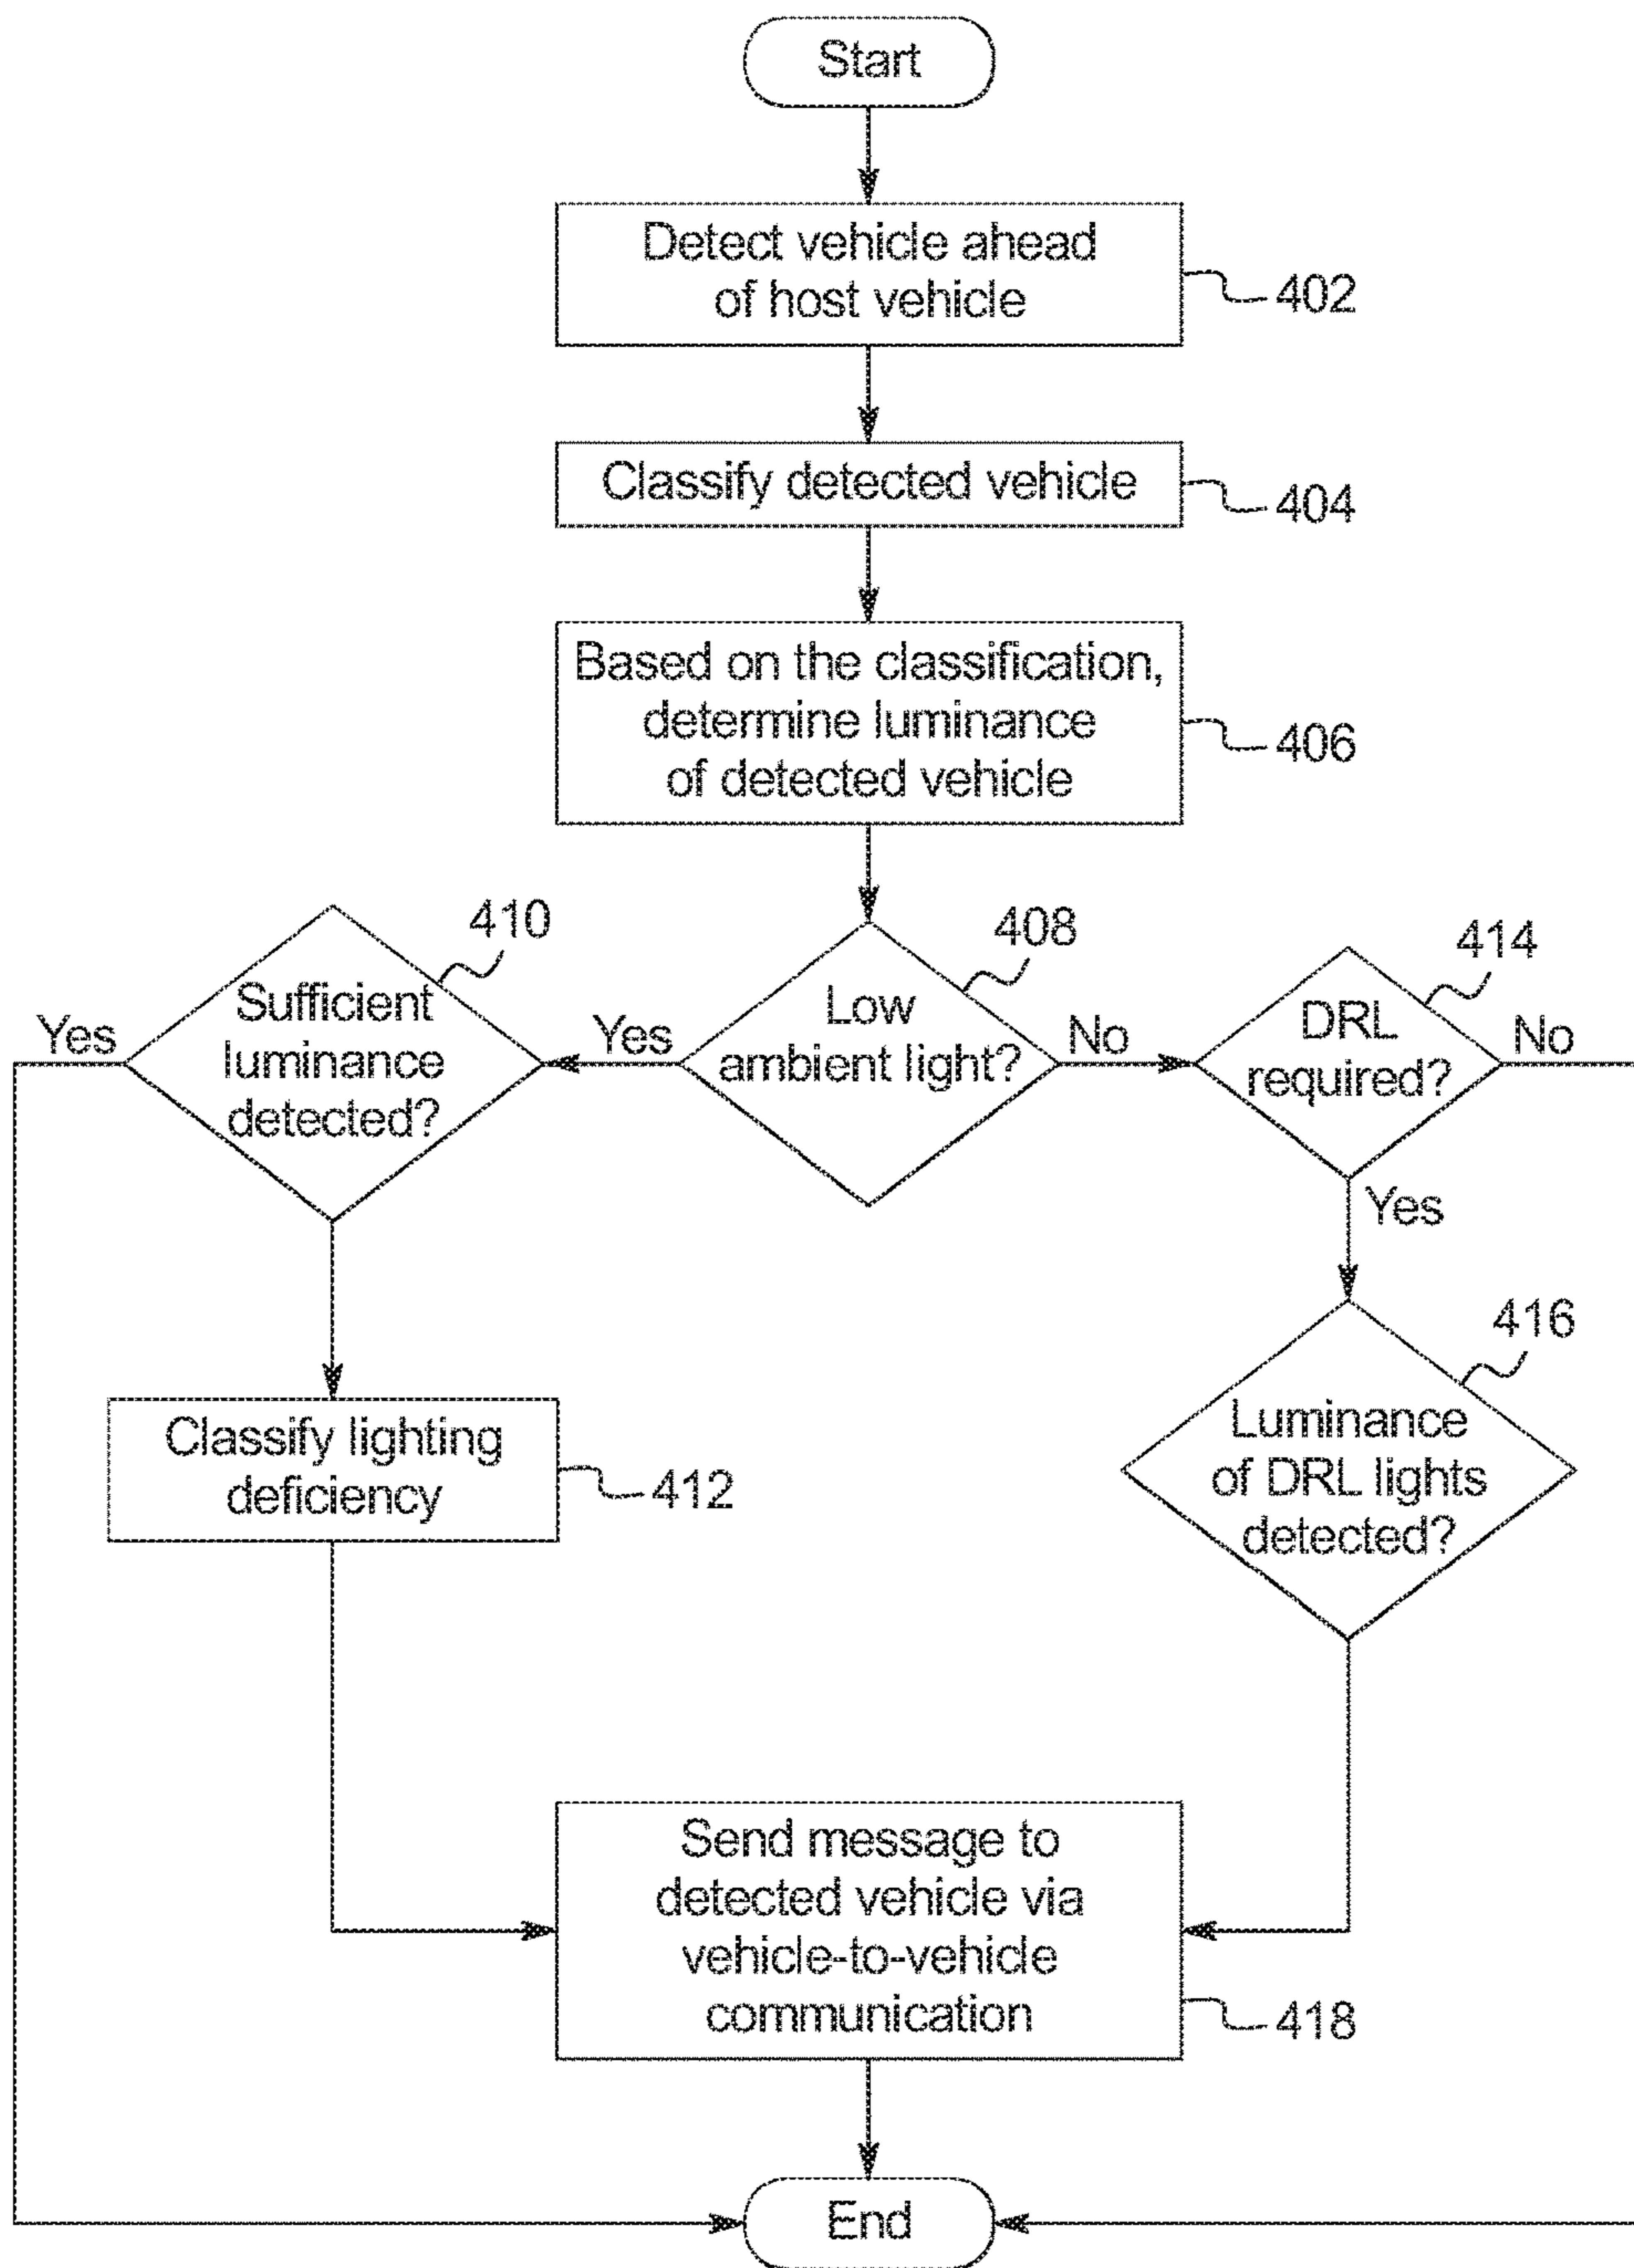 Start
Detect vehicle ahead
of host vehicle
402
Classify detected vehicle
404
Based on the classification,
determine luminance
of detected vehicle
406
410
Sufficient
luminance
detected?
Yes
Yes
408
Low
ambient light?
No
414
DRL
required?
No
Yes
416
Luminance
of DRL lights
detected?
Classify lighting
deficiency
412
Send message to
detected vehicle via
vehicle-to-vehicle
communication
418
End